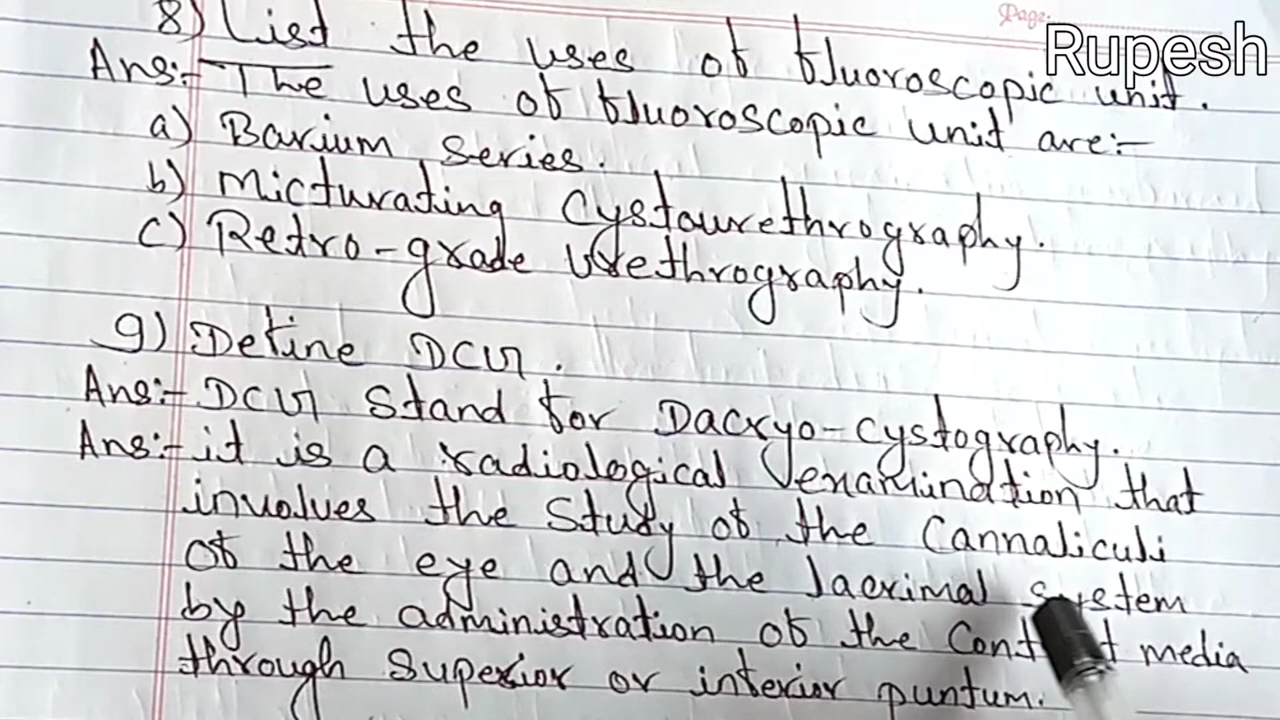 Page:
Rupesh
8) List the uses of fluoroscopic unit.
Ans:- The uses of fluoroscopic unit are:-
a) Barium series.
b) Micturating Cystourethrography.
c) Retro-grade Urethrography.
9) Define DCG.
Ans:- DCG Stand for Dacryo-cystography.
Ans:- it is a radiological examination that
involves the Study of the Cannaliculi
of the eye and the lacrimal system
by the administration of the media
through Superior or inferior puntum.